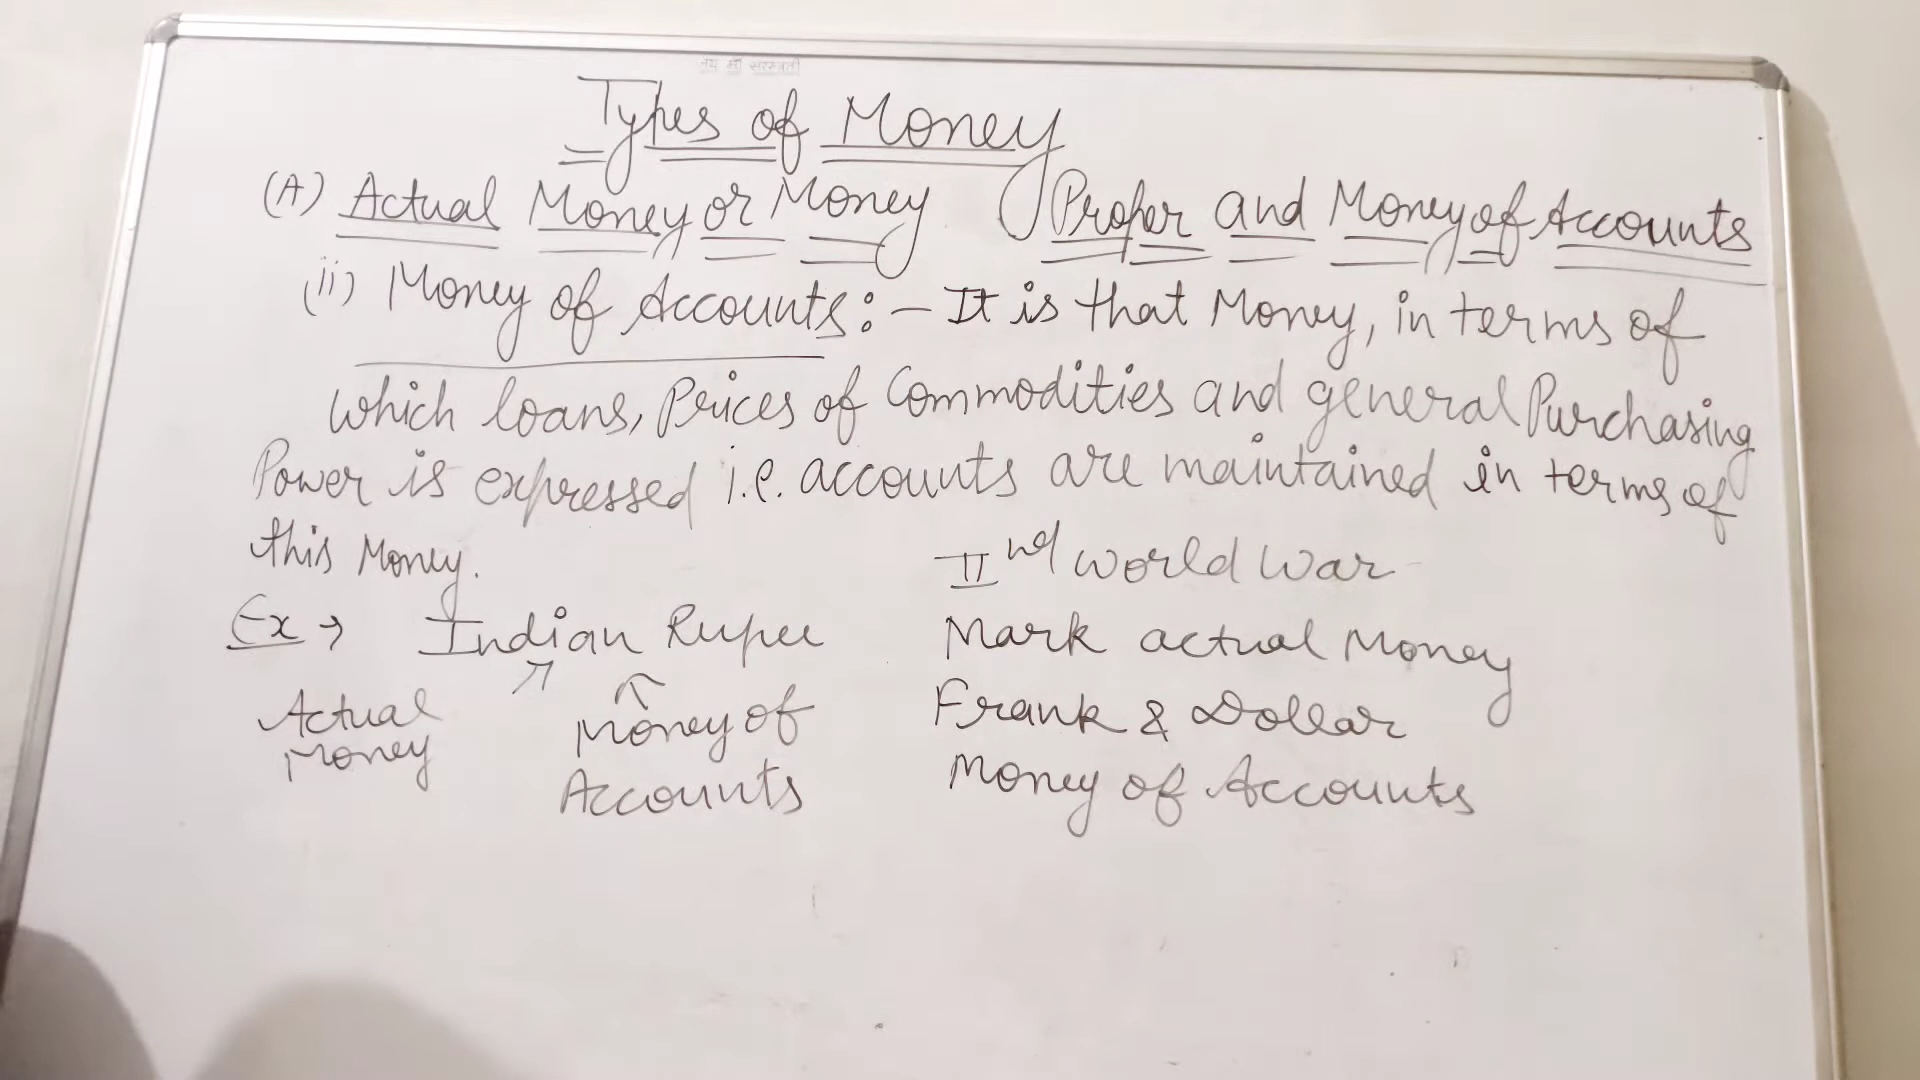 जय माँ सरस्वती
Types of Money
(A) Actual Money or Money Proper and Money of Accounts
(ii) Money of Accounts:- It is that Money, in terms of
which loans, Prices of Commodities and general Purchasing
Power is expressed i.e. accounts are maintained in terms of
this Money.
Ex → Indian Rupee
Actual
Money
Money of
Accounts
IInd World War
Mark actual Money
Frank & Dollar
Money of Accounts